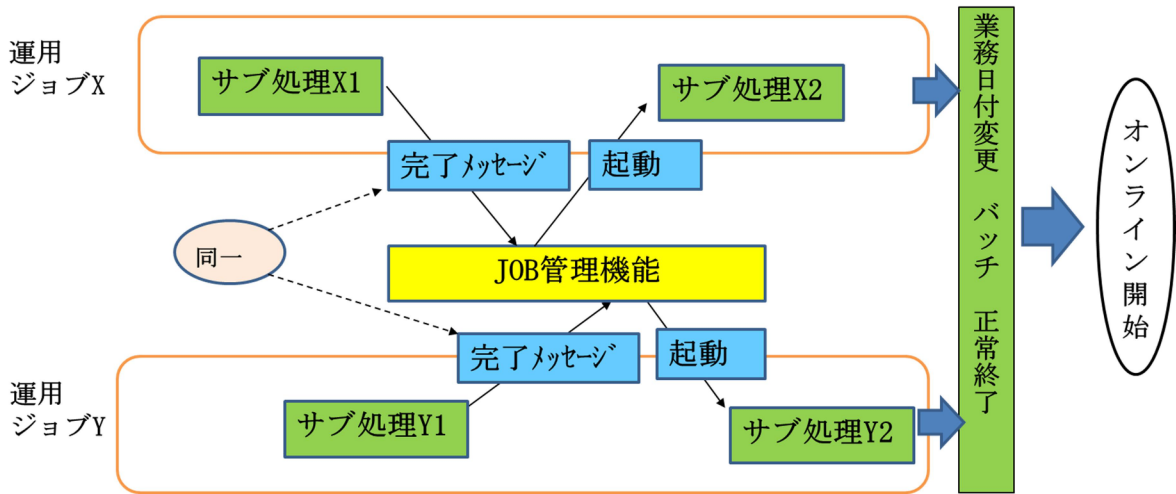 運用
ジョブX
サブ処理X1
サブ処理X2
完了ﾒｯｾｰｼﾞ
起動
同一
JOB管理機能
完了ﾒｯｾｰｼﾞ
起動
運用
ジョブY
サブ処理Y1
サブ処理Y2
業務日付変更　バッチ　正常終了
オンライン開始